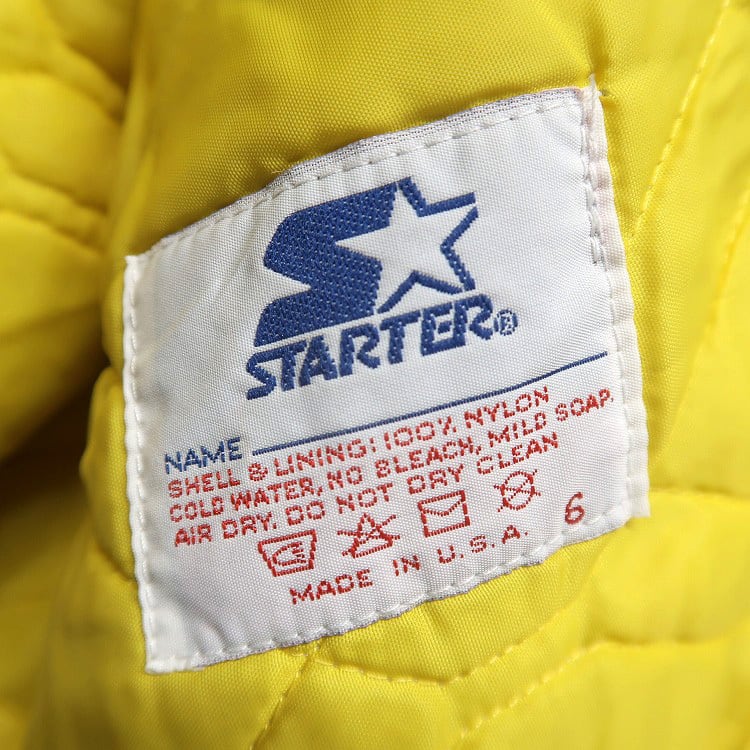 STARTER®
NAME
SHELL & LINING: 100% NYLON
COLD WATER, NO BLEACH, MILD SOAP.
AIR DRY. DO NOT DRY CLEAN
6
MADE IN U.S.A.